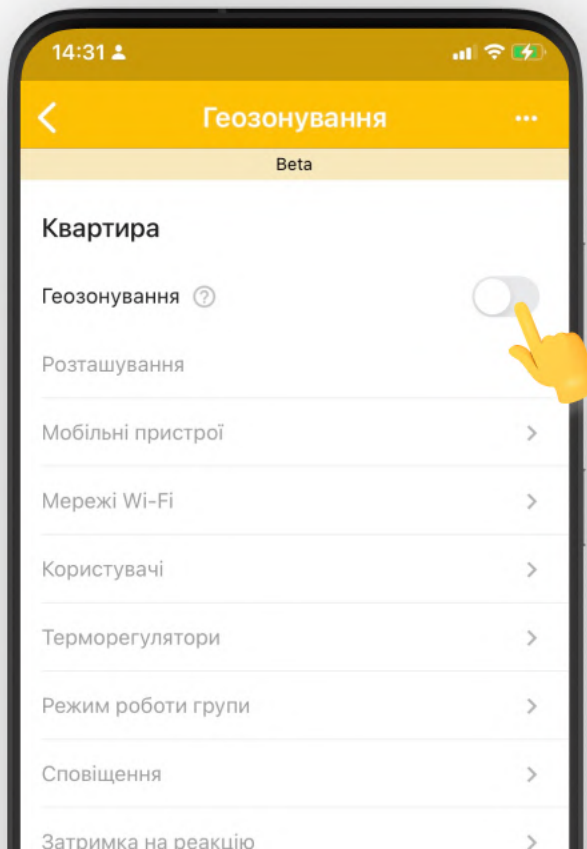 14:31
Геозонування
Beta
Квартира
Геозонування
Розташування
Мобільні пристрої
Мережі Wi-Fi
Користувачі
Терморегулятори
Режим роботи групи
Сповіщення
Затримка на реакцію